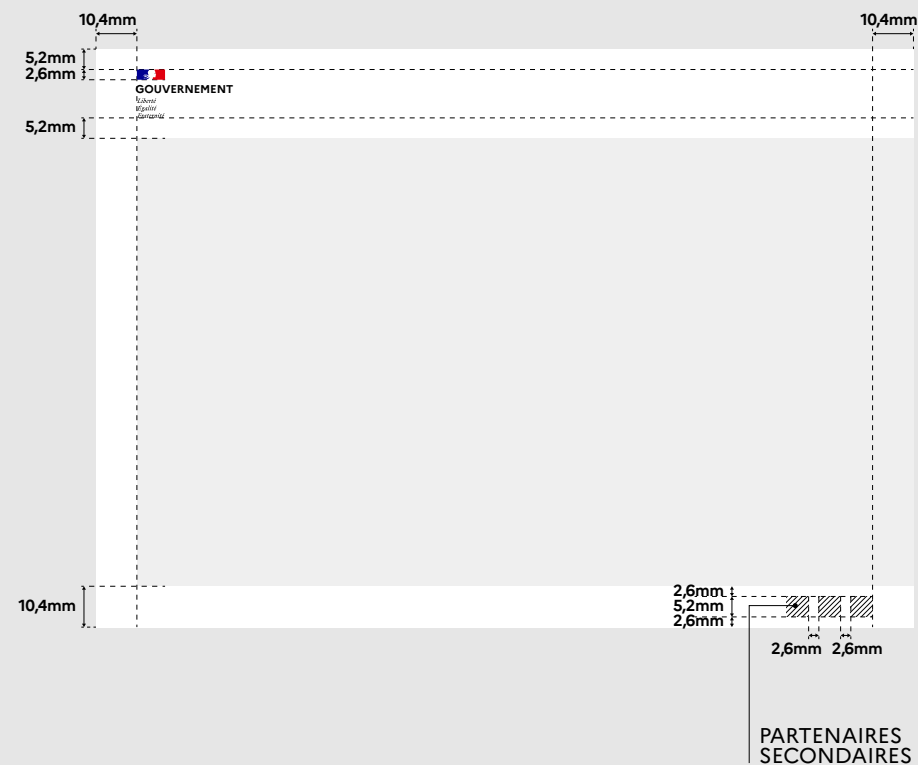 10,4mm
10,4mm
5,2mm
2,6mm
GOUVERNEMENT
Liberté
Égalité
Fraternité
5,2mm
10,4mm
2,6mm
5,2mm
2,6mm
2,6mm
2,6mm
PARTENAIRES
SECONDAIRES